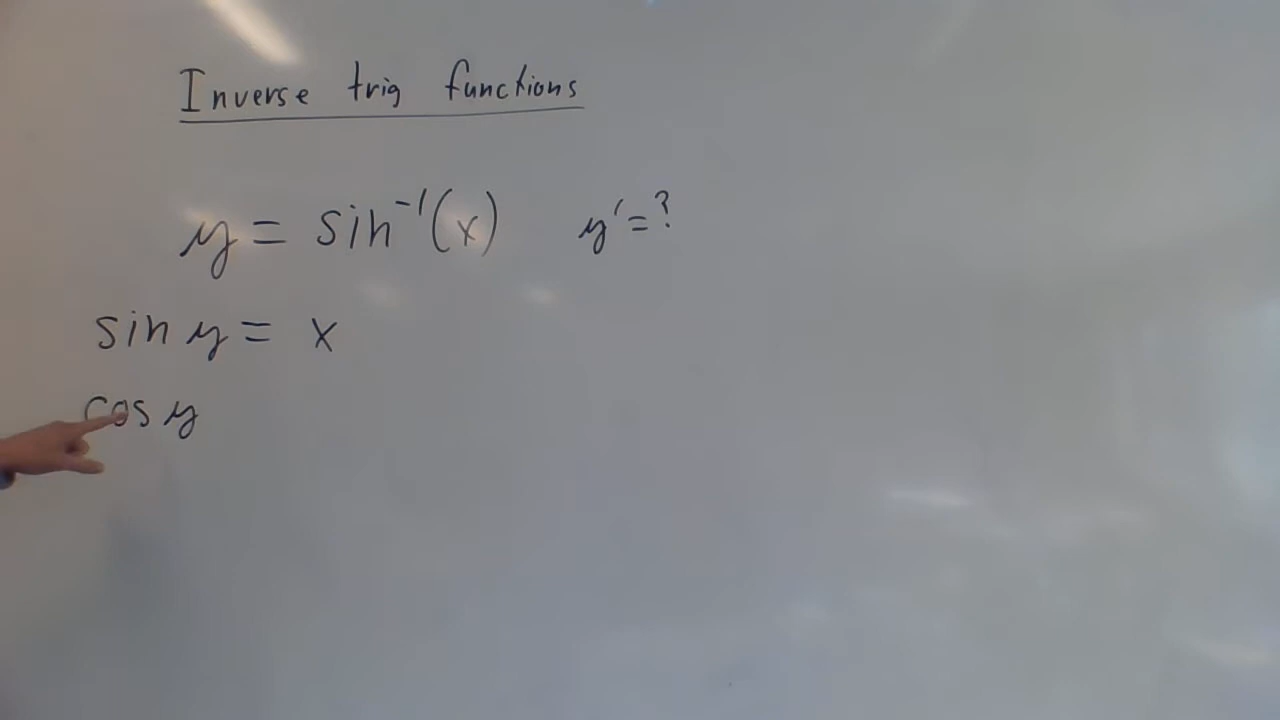 Inverse trig functions
y = sin⁻¹(x) y' = ?
sin y = x
cos y